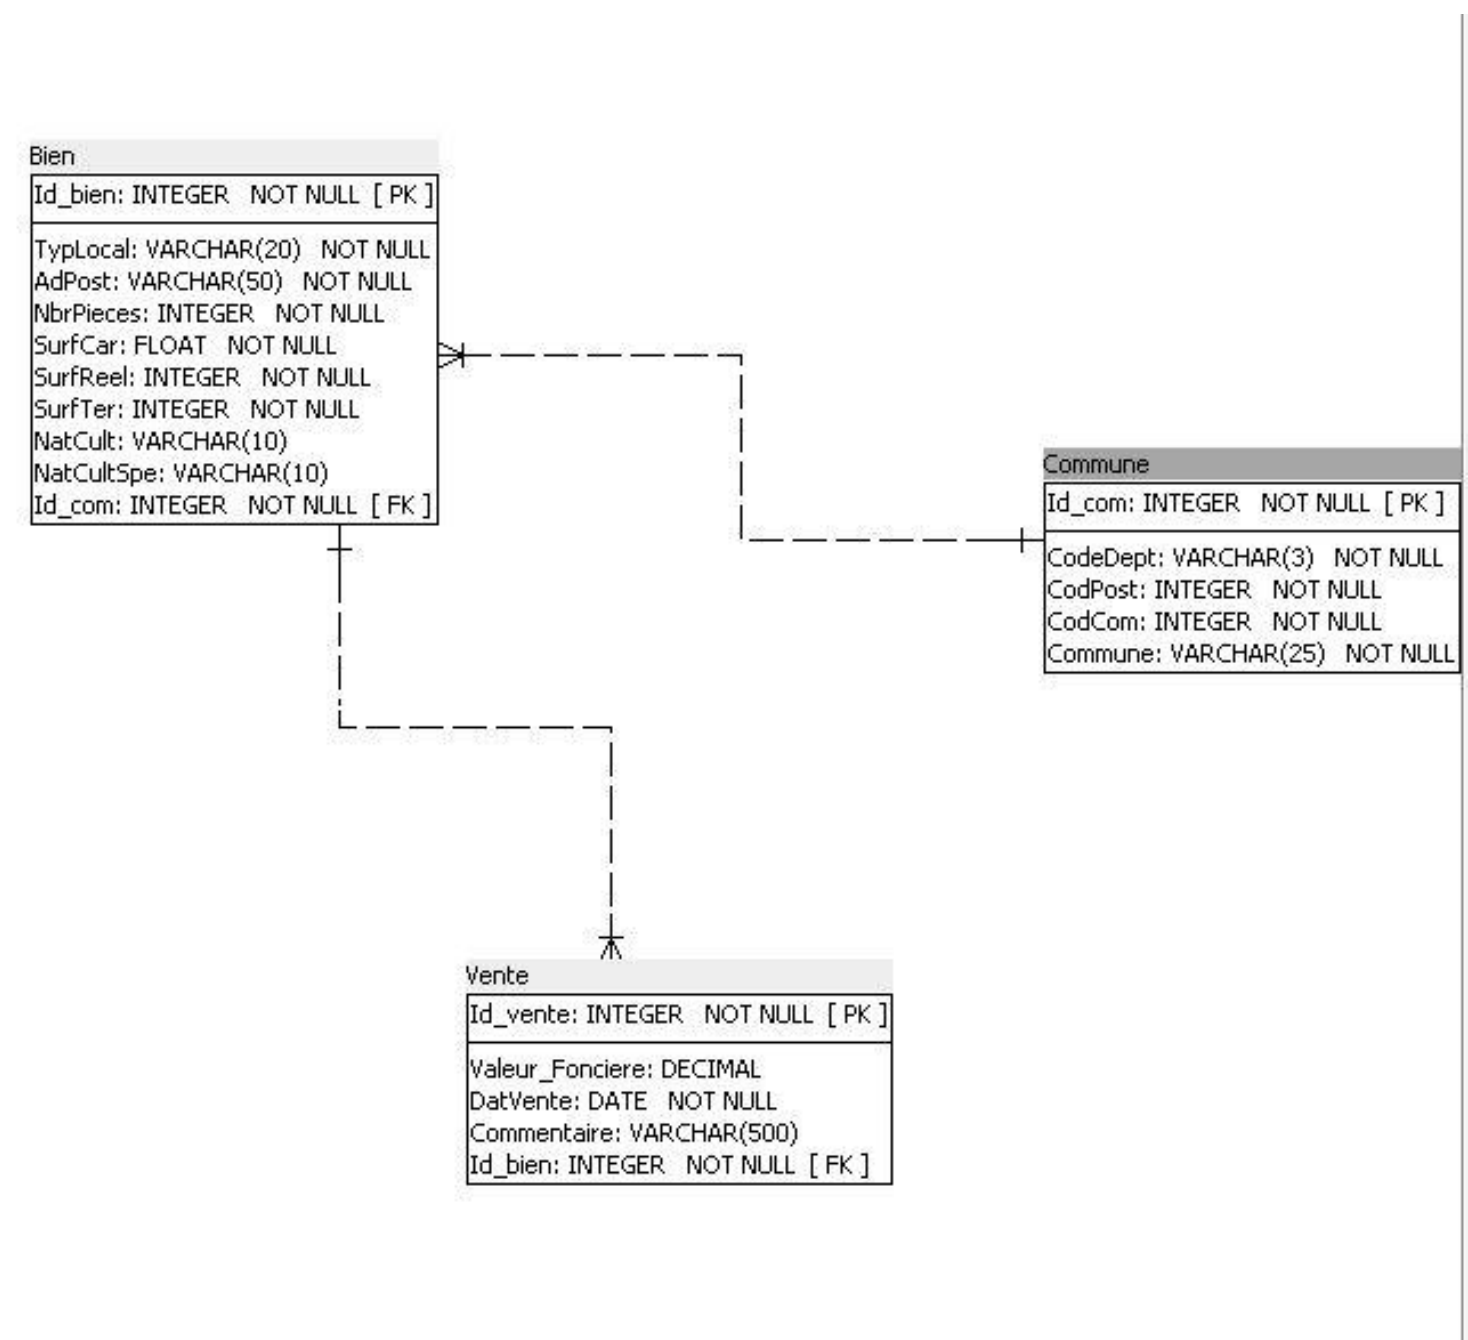 Bien
Id_bien: INTEGER NOT NULL [ PK ]
TypLocal: VARCHAR(20) NOT NULL
AdPost: VARCHAR(50) NOT NULL
NbrPieces: INTEGER NOT NULL
SurfCar: FLOAT NOT NULL
SurfReel: INTEGER NOT NULL
SurfTer: INTEGER NOT NULL
NatCult: VARCHAR(10)
NatCultSpe: VARCHAR(10)
Id_com: INTEGER NOT NULL [ FK ]
Commune
Id_com: INTEGER NOT NULL [ PK ]
CodeDept: VARCHAR(3) NOT NULL
CodPost: INTEGER NOT NULL
CodCom: INTEGER NOT NULL
Commune: VARCHAR(25) NOT NULL
Vente
Id_vente: INTEGER NOT NULL [ PK ]
Valeur_Fonciere: DECIMAL
DatVente: DATE NOT NULL
Commentaire: VARCHAR(500)
Id_bien: INTEGER NOT NULL [ FK ]